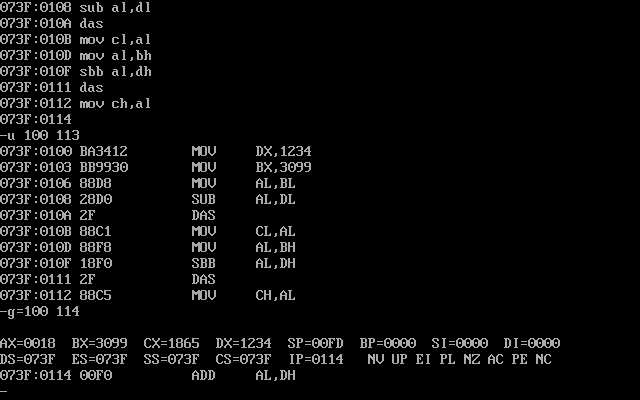 073F:0108 sub al,dl
073F:010A das
073F:010B mov cl,al
073F:010D mov al,bh
073F:010F sbb al,dh
073F:0111 das
073F:0112 mov ch,al
073F:0114
-u 100 113
073F:0100 BA3412 MOV DX,1234
073F:0103 BB9930 MOV BX,3099
073F:0106 88D8 MOV AL,BL
073F:0108 28D0 SUB AL,DL
073F:010A 2F DAS
073F:010B 88C1 MOV CL,AL
073F:010D 88F8 MOV AL,BH
073F:010F 18F0 SBB AL,DH
073F:0111 2F DAS
073F:0112 88C5 MOV CH,AL
-g=100 114
AX=0018 BX=3099 CX=1865 DX=1234 SP=00FD BP=0000 SI=0000 DI=0000
DS=073F ES=073F SS=073F CS=073F IP=0114 NV UP EI PL NZ AC PE NC
073F:0114 00F0 ADD AL,DH
-